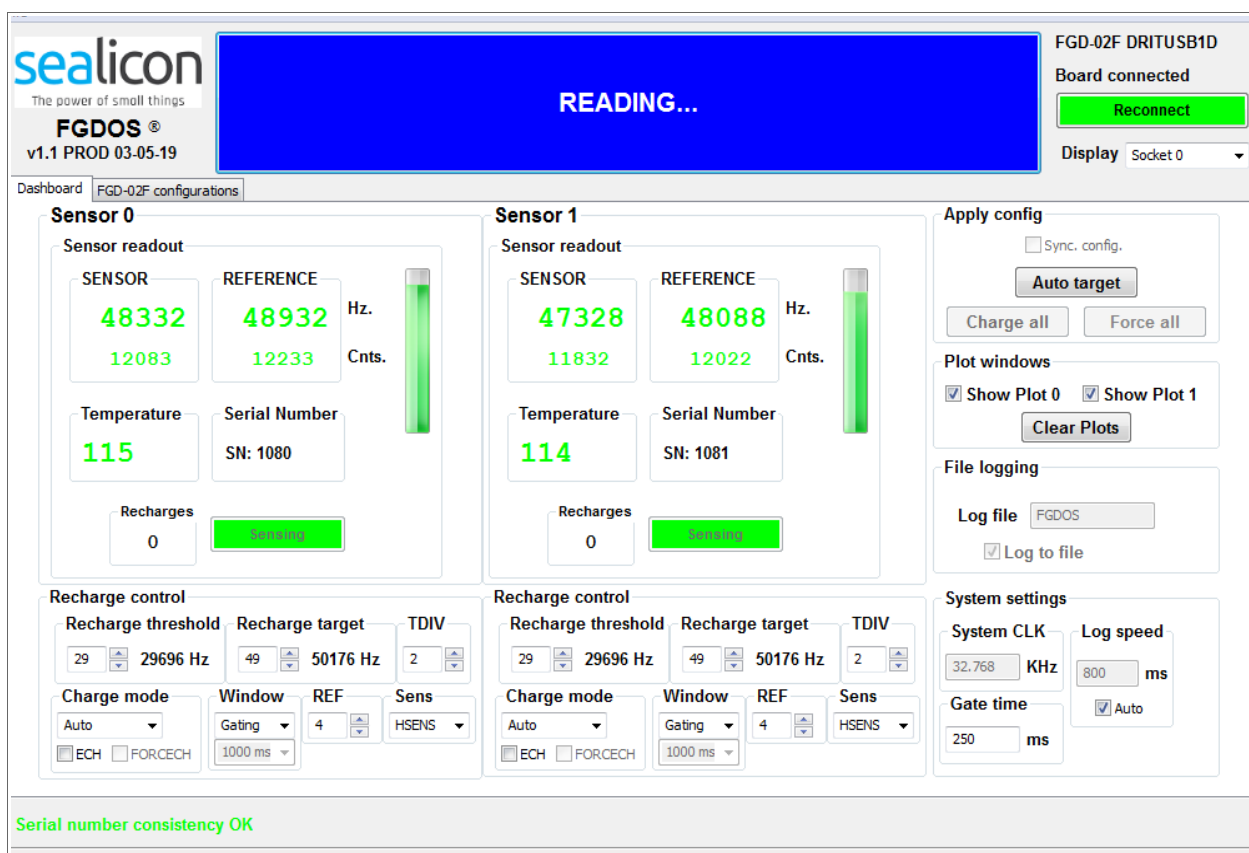 sealicon
The power of small things
FGDOS ®
v1.1 PROD 03-05-19
READING...
FGD-02F DRITUSB1D
Board connected
Reconnect
Display Socket 0
Dashboard FGD-02F configurations
Sensor 0
Sensor readout
SENSOR REFERENCE
48332 48932 Hz.
12083 12233 Cnts.
Temperature Serial Number
115 SN: 1080
Recharges
0 Sensing
Sensor 1
Sensor readout
SENSOR REFERENCE
47328 48088 Hz.
11832 12022 Cnts.
Temperature Serial Number
114 SN: 1081
Recharges
0 Sensing
Apply config
Sync. config.
Auto target
Charge all Force all
Plot windows
Show Plot 0 Show Plot 1
Clear Plots
File logging
Log file FGDOS
Log to file
Recharge control
Recharge threshold Recharge target TDIV
29 29696 Hz 49 50176 Hz 2
Charge mode Window REF Sens
Auto Gating 4 HSENS
ECH FORCECH 1000 ms
Recharge control
Recharge threshold Recharge target TDIV
29 29696 Hz 49 50176 Hz 2
Charge mode Window REF Sens
Auto Gating 4 HSENS
ECH FORCECH 1000 ms
System settings
System CLK Log speed
32.768 KHz 800 ms
Gate time Auto
250 ms
Serial number consistency OK